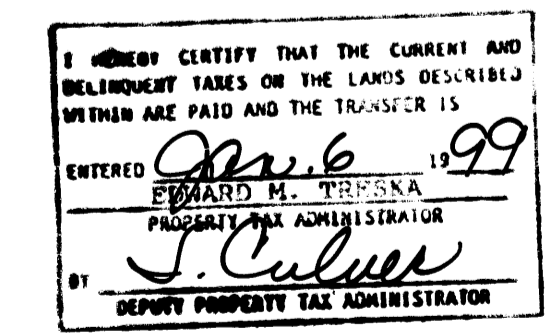 I HEREBY CERTIFY THAT THE CURRENT AND
DELINQUENT TAXES ON THE LANDS DESCRIBED
WITHIN ARE PAID AND THE TRANSFER IS
ENTERED Jan. 6 1999
EDWARD M. TRESKA
PROPERTY TAX ADMINISTRATOR
BY J. Culver
DEPUTY PROPERTY TAX ADMINISTRATOR